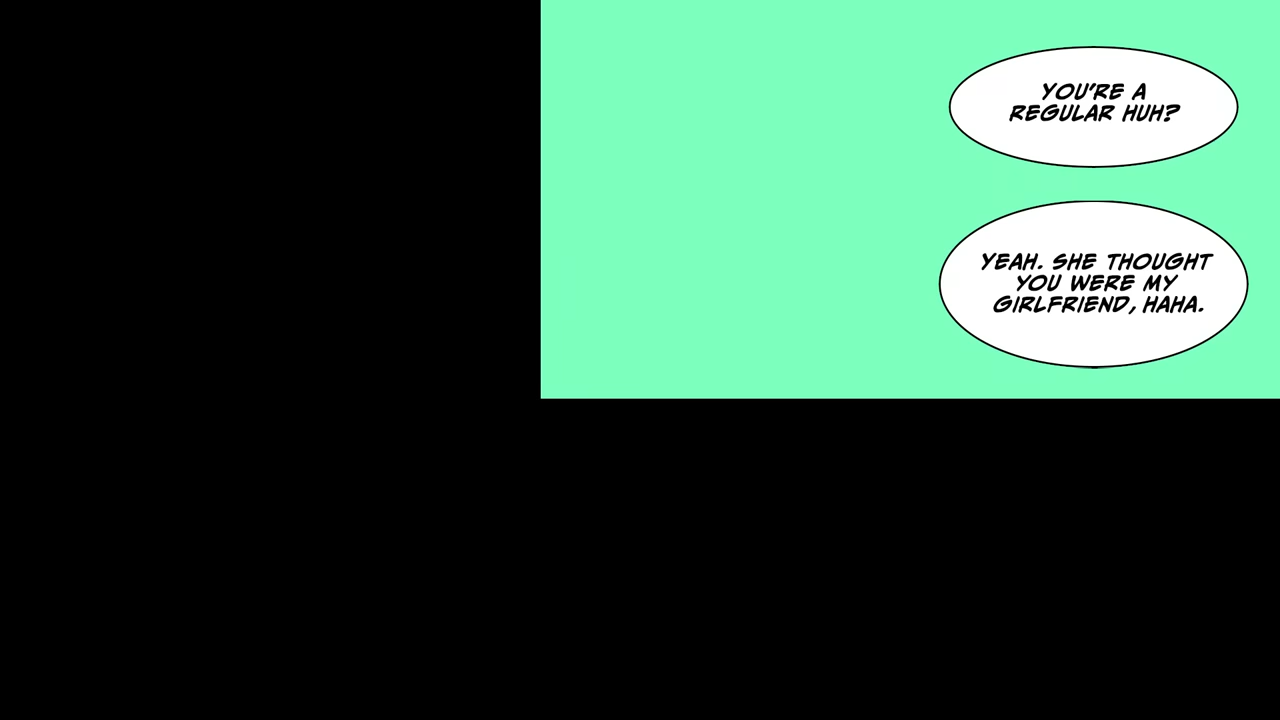 YOU'RE A
REGULAR HUH?
YEAH. SHE THOUGHT
YOU WERE MY
GIRLFRIEND, HAHA.